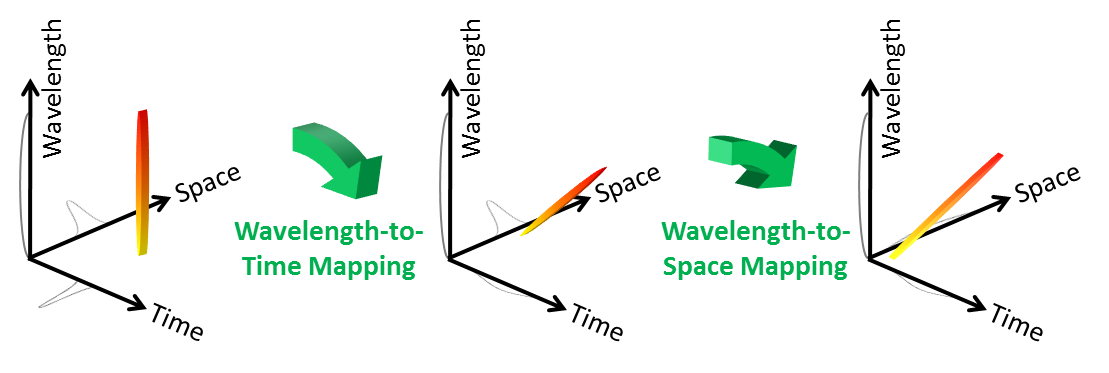 Wavelength
Space
Time
Wavelength-to-
Time Mapping
Wavelength
Space
Time
Wavelength-to-
Space Mapping
Wavelength
Space
Time